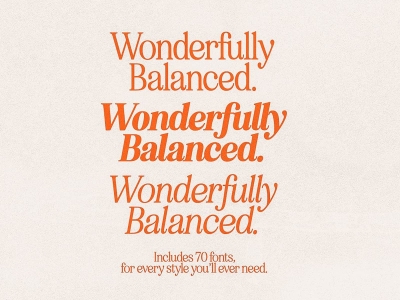 Wonderfully
Balanced.
Wonderfully
Balanced.
Wonderfully
Balanced.
Includes 70 fonts,
for every style you'll ever need.